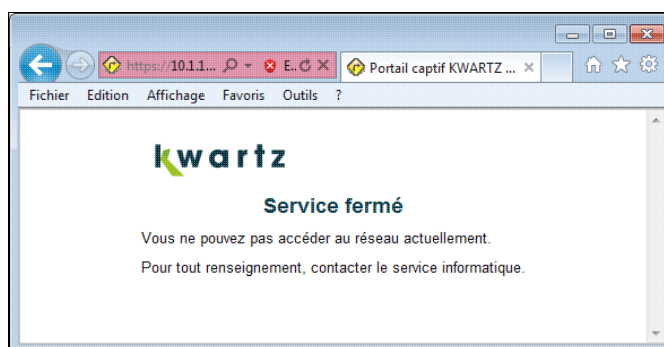 https://10.1.1... E.. Portail captif KWARTZ ...
Fichier Edition Affichage Favoris Outils ?
kwartz
Service fermé
Vous ne pouvez pas accéder au réseau actuellement.
Pour tout renseignement, contacter le service informatique.